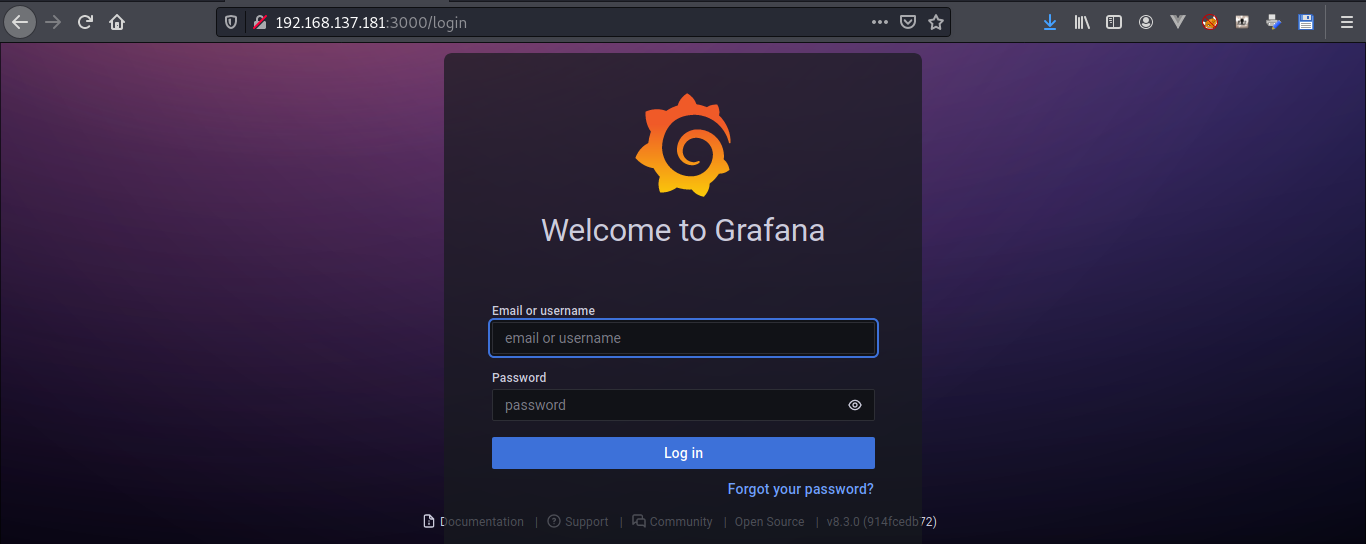 192.168.137.181:3000/login
Welcome to Grafana
Email or username
email or username
Password
password
Log in
Forgot your password?
Documentation | Support | Community | Open Source | v8.3.0 (914fcedb72)